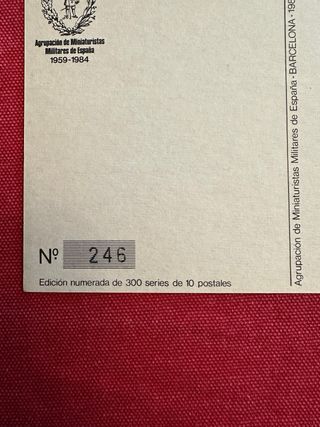 Agrupación de Miniaturistas
Militares de España
1959-1984
Nº 246
Edición numerada de 300 series de 10 postales
Agrupación de Miniaturistas Militares de España · BARCELONA ·